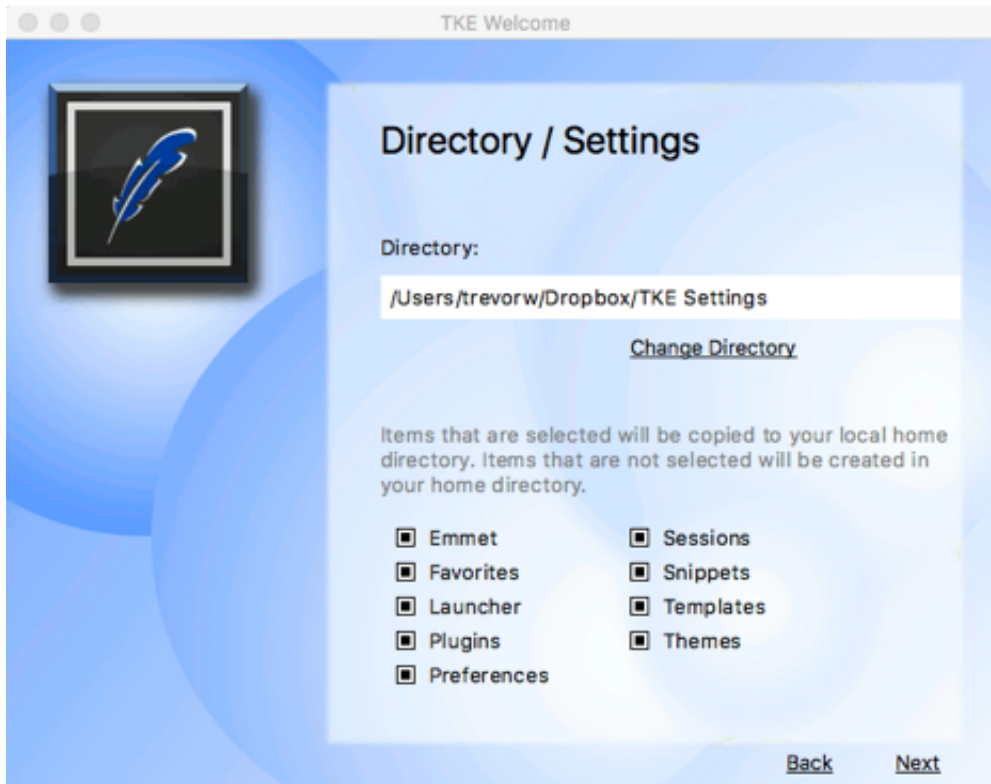 TKE Welcome
Directory / Settings
Directory:
/Users/trevorw/Dropbox/TKE Settings
Change Directory
Items that are selected will be copied to your local home
directory. Items that are not selected will be created in
your home directory.
Emmet
Favorites
Launcher
Plugins
Preferences
Sessions
Snippets
Templates
Themes
Back
Next